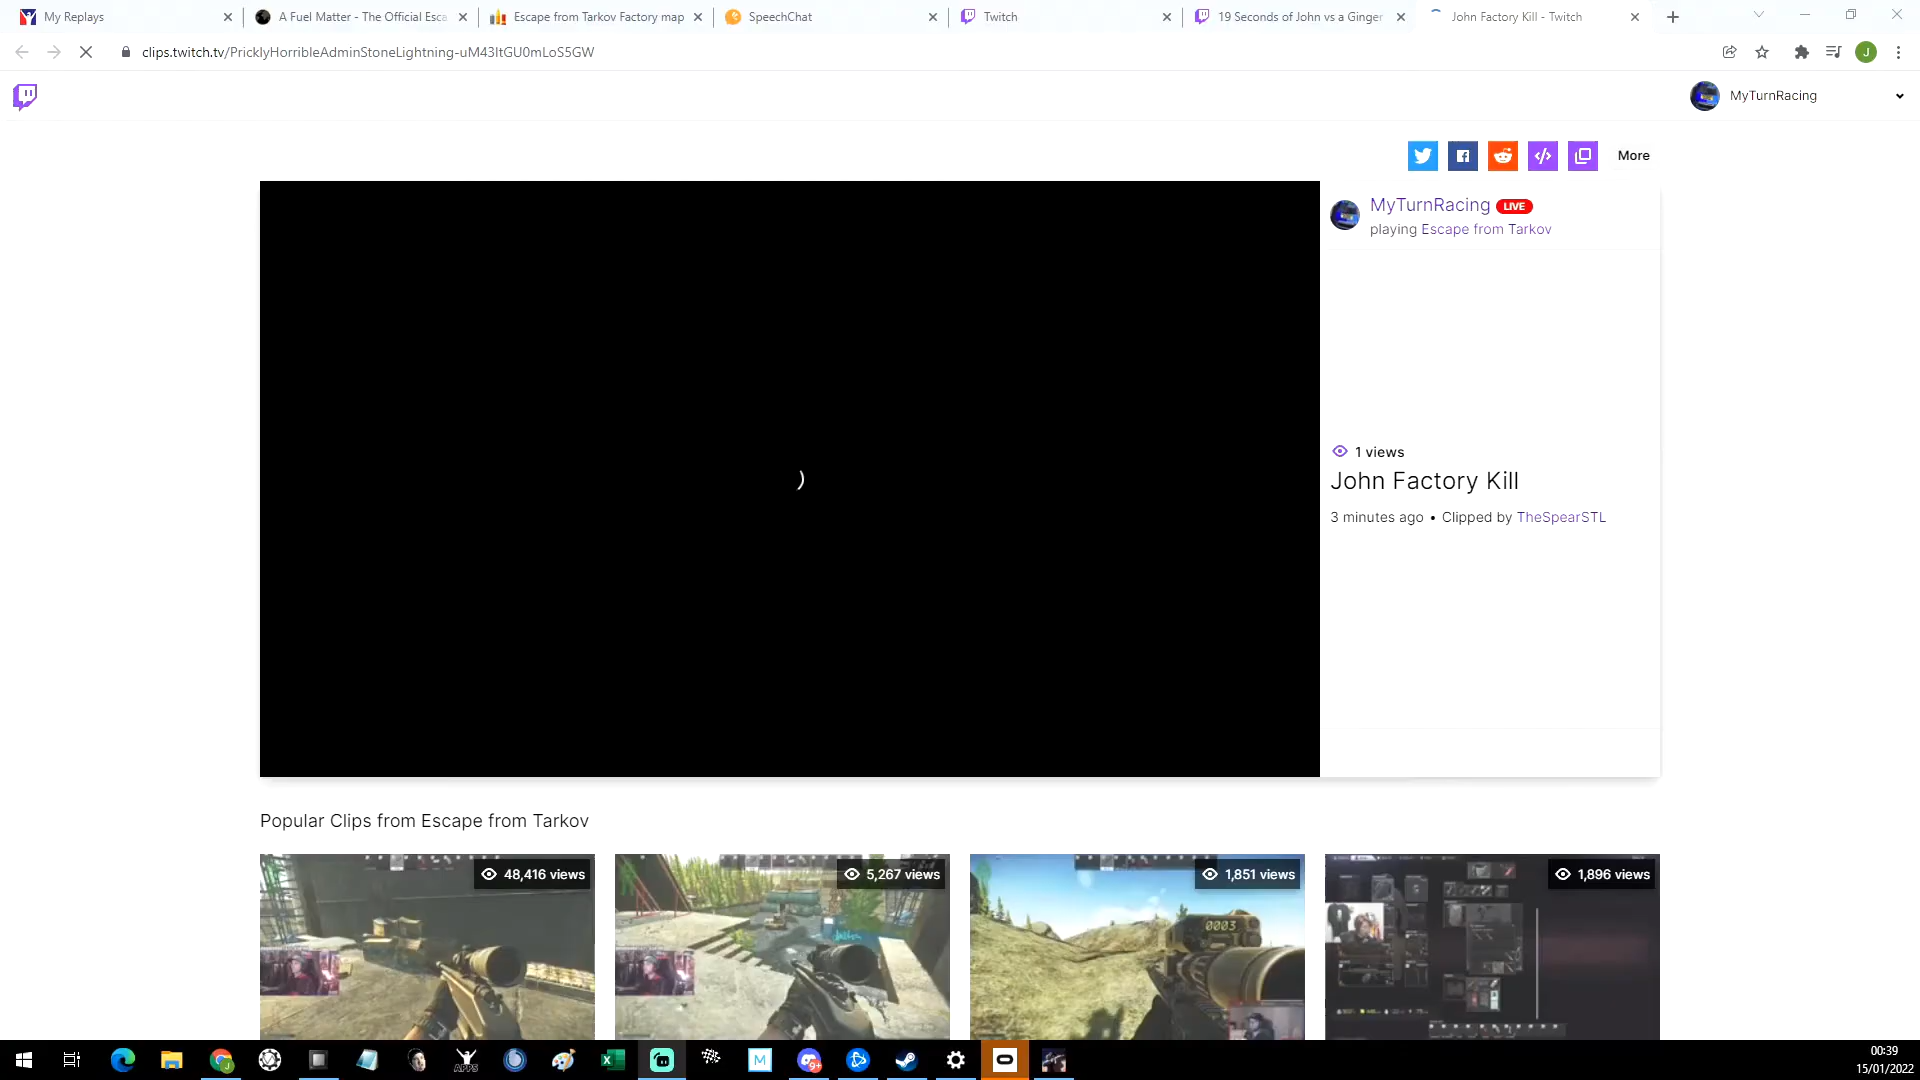 My Replays
A Fuel Matter - The Official Esca
Escape from Tarkov Factory map
SpeechChat
Twitch
19 Seconds of John vs a Ginger
John Factory Kill - Twitch
clips.twitch.tv/PricklyHorribleAdminStoneLightning-uM43ItGU0mLoS5GW
J
MyTurnRacing
More
MyTurnRacing LIVE
playing Escape from Tarkov
1 views
John Factory Kill
3 minutes ago • Clipped by TheSpearSTL
Popular Clips from Escape from Tarkov
48,416 views
5,267 views
1,851 views
1,896 views
0003
APPS
M
9+
00:39
15/01/2022